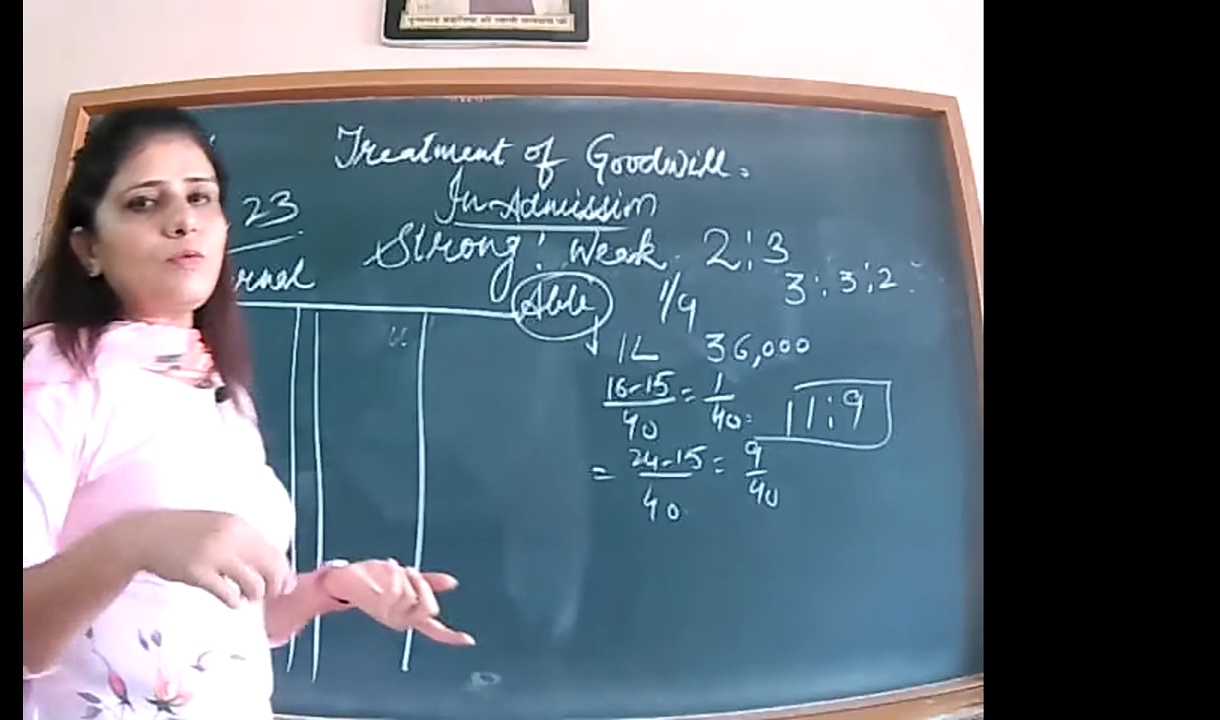 Treatment of Goodwill.
In Admission
23
Strong : Weak. 2:3
3:3:2
rnal
Able 1/4
1L 36,000
16-15/40 = 1/40 = 11:9
= 24-15/40 = 9/40